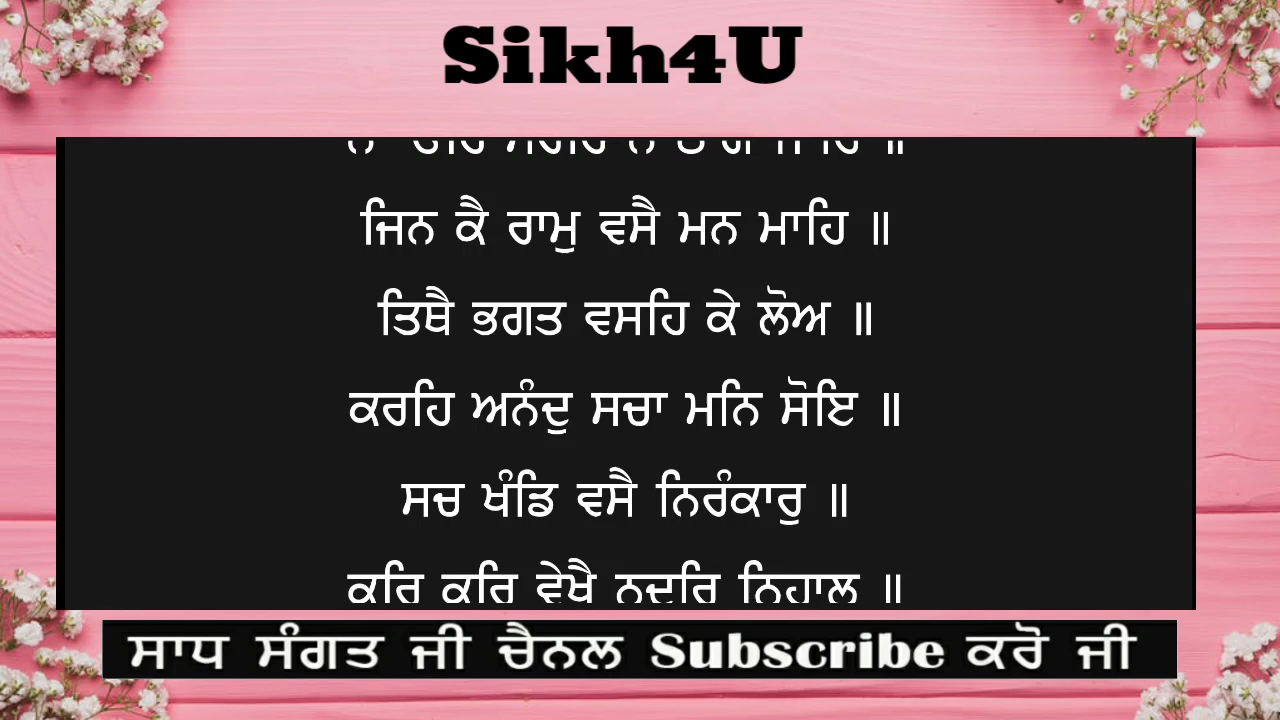 Sikh4U
ਜਿਨ ਕੈ ਰਾਮੁ ਵਸੈ ਮਨ ਮਾਹਿ ॥
ਤਿਥੈ ਭਗਤ ਵਸਹਿ ਕੇ ਲੋਅ ॥
ਕਰਹਿ ਅਨੰਦੁ ਸਚਾ ਮਨਿ ਸੋਇ ॥
ਸਚ ਖੰਡਿ ਵਸੈ ਨਿਰੰਕਾਰੁ ॥
ਕਰਿ ਕਰਿ ਵੇਖੈ ਨਦਰਿ ਨਿਹਾਲ ॥
ਸਾਧ ਸੰਗਤ ਜੀ ਚੈਨਲ Subscribe ਕਰੋ ਜੀ